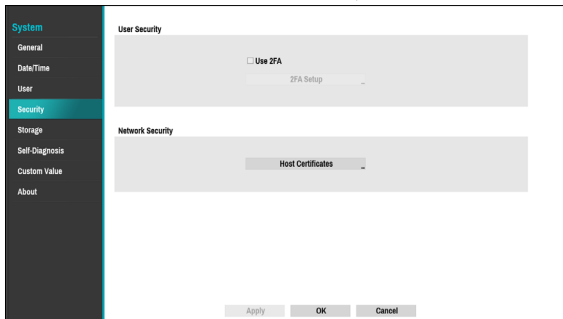 System
General
Date/Time
User
Security
Storage
Self-Diagnosis
Custom Value
About
User Security
Use 2FA
2FA Setup
Network Security
Host Certificates
Apply OK Cancel